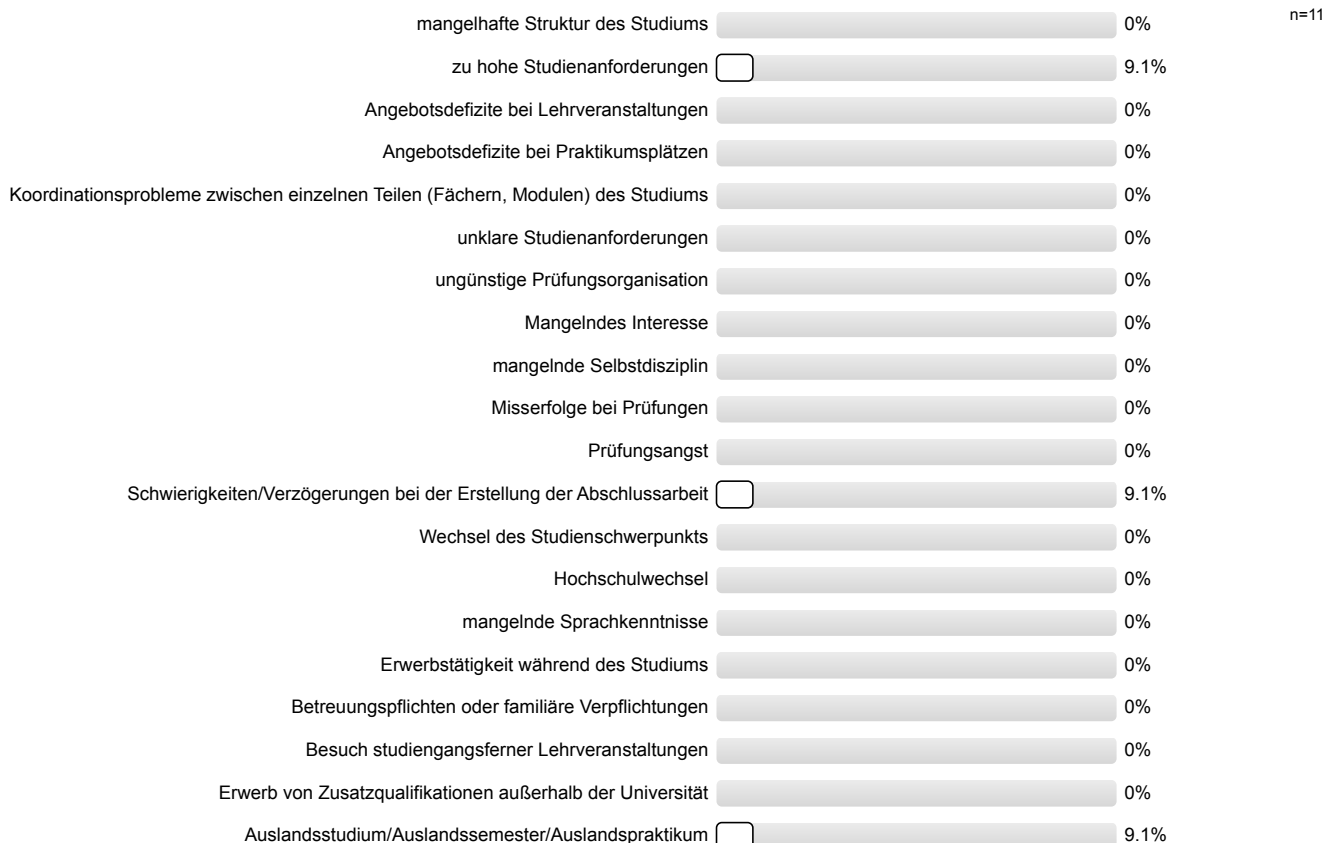 n=11
mangelhafte Struktur des Studiums 0%
zu hohe Studienanforderungen 9.1%
Angebotsdefizite bei Lehrveranstaltungen 0%
Angebotsdefizite bei Praktikumsplätzen 0%
Koordinationsprobleme zwischen einzelnen Teilen (Fächern, Modulen) des Studiums 0%
unklare Studienanforderungen 0%
ungünstige Prüfungsorganisation 0%
Mangelndes Interesse 0%
mangelnde Selbstdisziplin 0%
Misserfolge bei Prüfungen 0%
Prüfungsangst 0%
Schwierigkeiten/Verzögerungen bei der Erstellung der Abschlussarbeit 9.1%
Wechsel des Studienschwerpunkts 0%
Hochschulwechsel 0%
mangelnde Sprachkenntnisse 0%
Erwerbstätigkeit während des Studiums 0%
Betreuungspflichten oder familiäre Verpflichtungen 0%
Besuch studiengangsferner Lehrveranstaltungen 0%
Erwerb von Zusatzqualifikationen außerhalb der Universität 0%
Auslandsstudium/Auslandssemester/Auslandspraktikum 9.1%